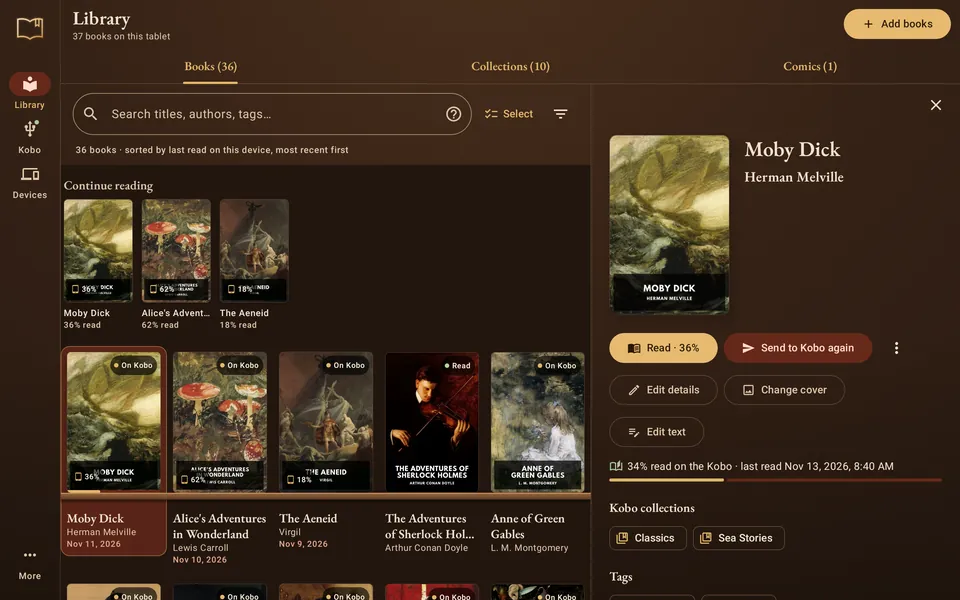 Library
37 books on this tablet
Add books
Library
Kobo
Devices
More
Books (36)
Collections (10)
Comics (1)
Search titles, authors, tags…
Select
36 books · sorted by last read on this device, most recent first
Continue reading
36%
62%
18%
Moby Dick
36% read
Alice's Advent…
62% read
The Aeneid
18% read
On Kobo
On Kobo
On Kobo
Read
On Kobo
MOBY DICK
36%
ALICE'S ADVENTURES
62%
THE AENEID
VIRGIL
18%
THE ADVENTURES OF
SHERLOCK HOLMES
ARTHUR CONAN DOYLE
ANNE OF
GREEN GABLES
L. M. MONTGOMERY
Moby Dick
Herman Melville
Nov 11, 2026
Alice's Adventures
in Wonderland
Lewis Carroll
Nov 10, 2026
The Aeneid
Virgil
Nov 9, 2026
The Adventures
of Sherlock Hol…
Arthur Conan Doyle
Anne of Green
Gables
L. M. Montgomery
On Kobo
On Kobo
On Kobo
Read
On Kobo
MOBY DICK
HERMAN MELVILLE
Moby Dick
Herman Melville
Read · 36%
Send to Kobo again
Edit details
Change cover
Edit text
34% read on the Kobo · last read Nov 13, 2026, 8:40 AM
Kobo collections
Classics
Sea Stories
Tags